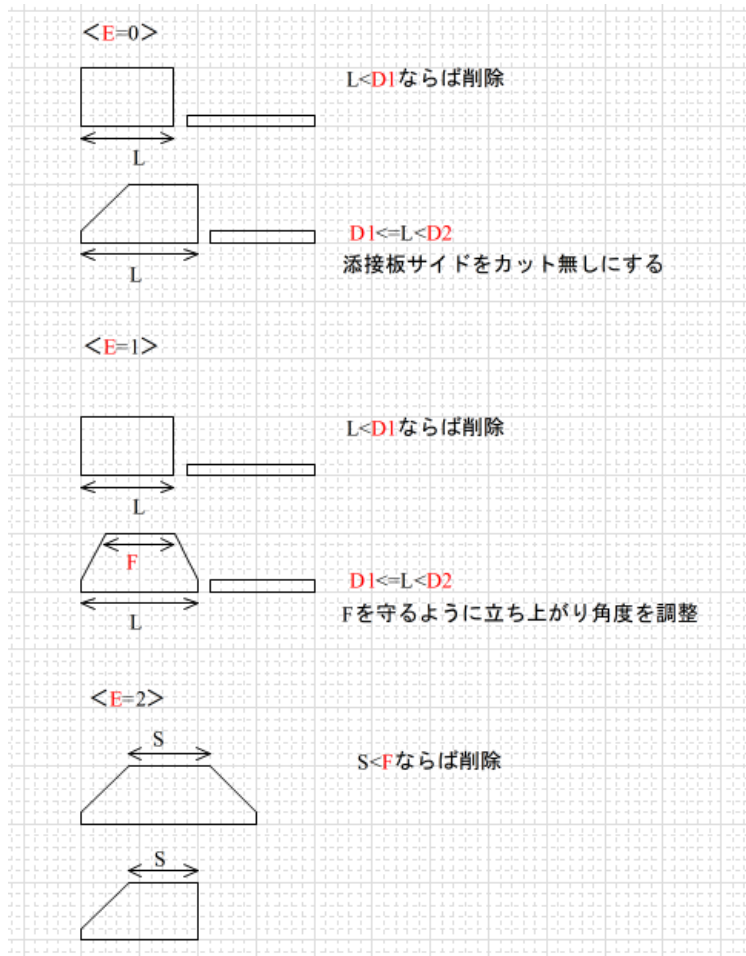 ＜E=0＞
L<D1ならば削除
L
D1<=L<D2
添接板サイドをカット無しにする
L
＜E=1＞
L<D1ならば削除
L
F
D1<=L<D2
Fを守るように立ち上がり角度を調整
L
＜E=2＞
S
S<Fならば削除
S